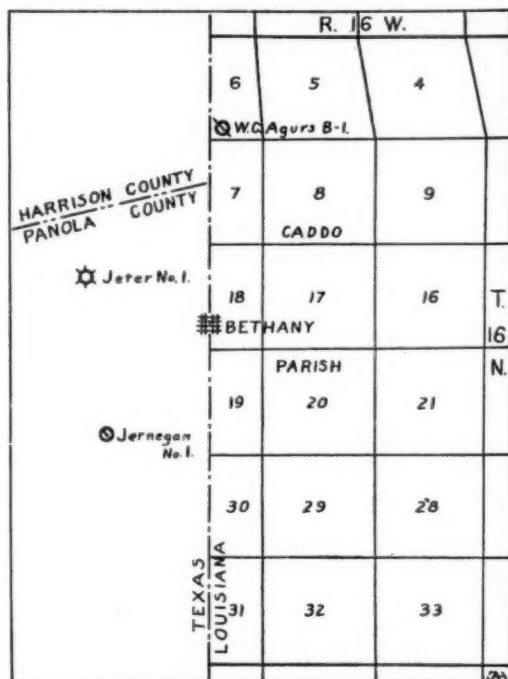 R. 16 W.
6 5 4
W.C. Agurs B-1.
HARRISON COUNTY
PANOLA COUNTY
7 8 9
CADDO
Jeter No. 1.
18 17 16
T.
16
N.
BETHANY
PARISH
19 20 21
Jernegan
No. 1.
30 29 28
TEXAS
LOUISIANA
31 32 33